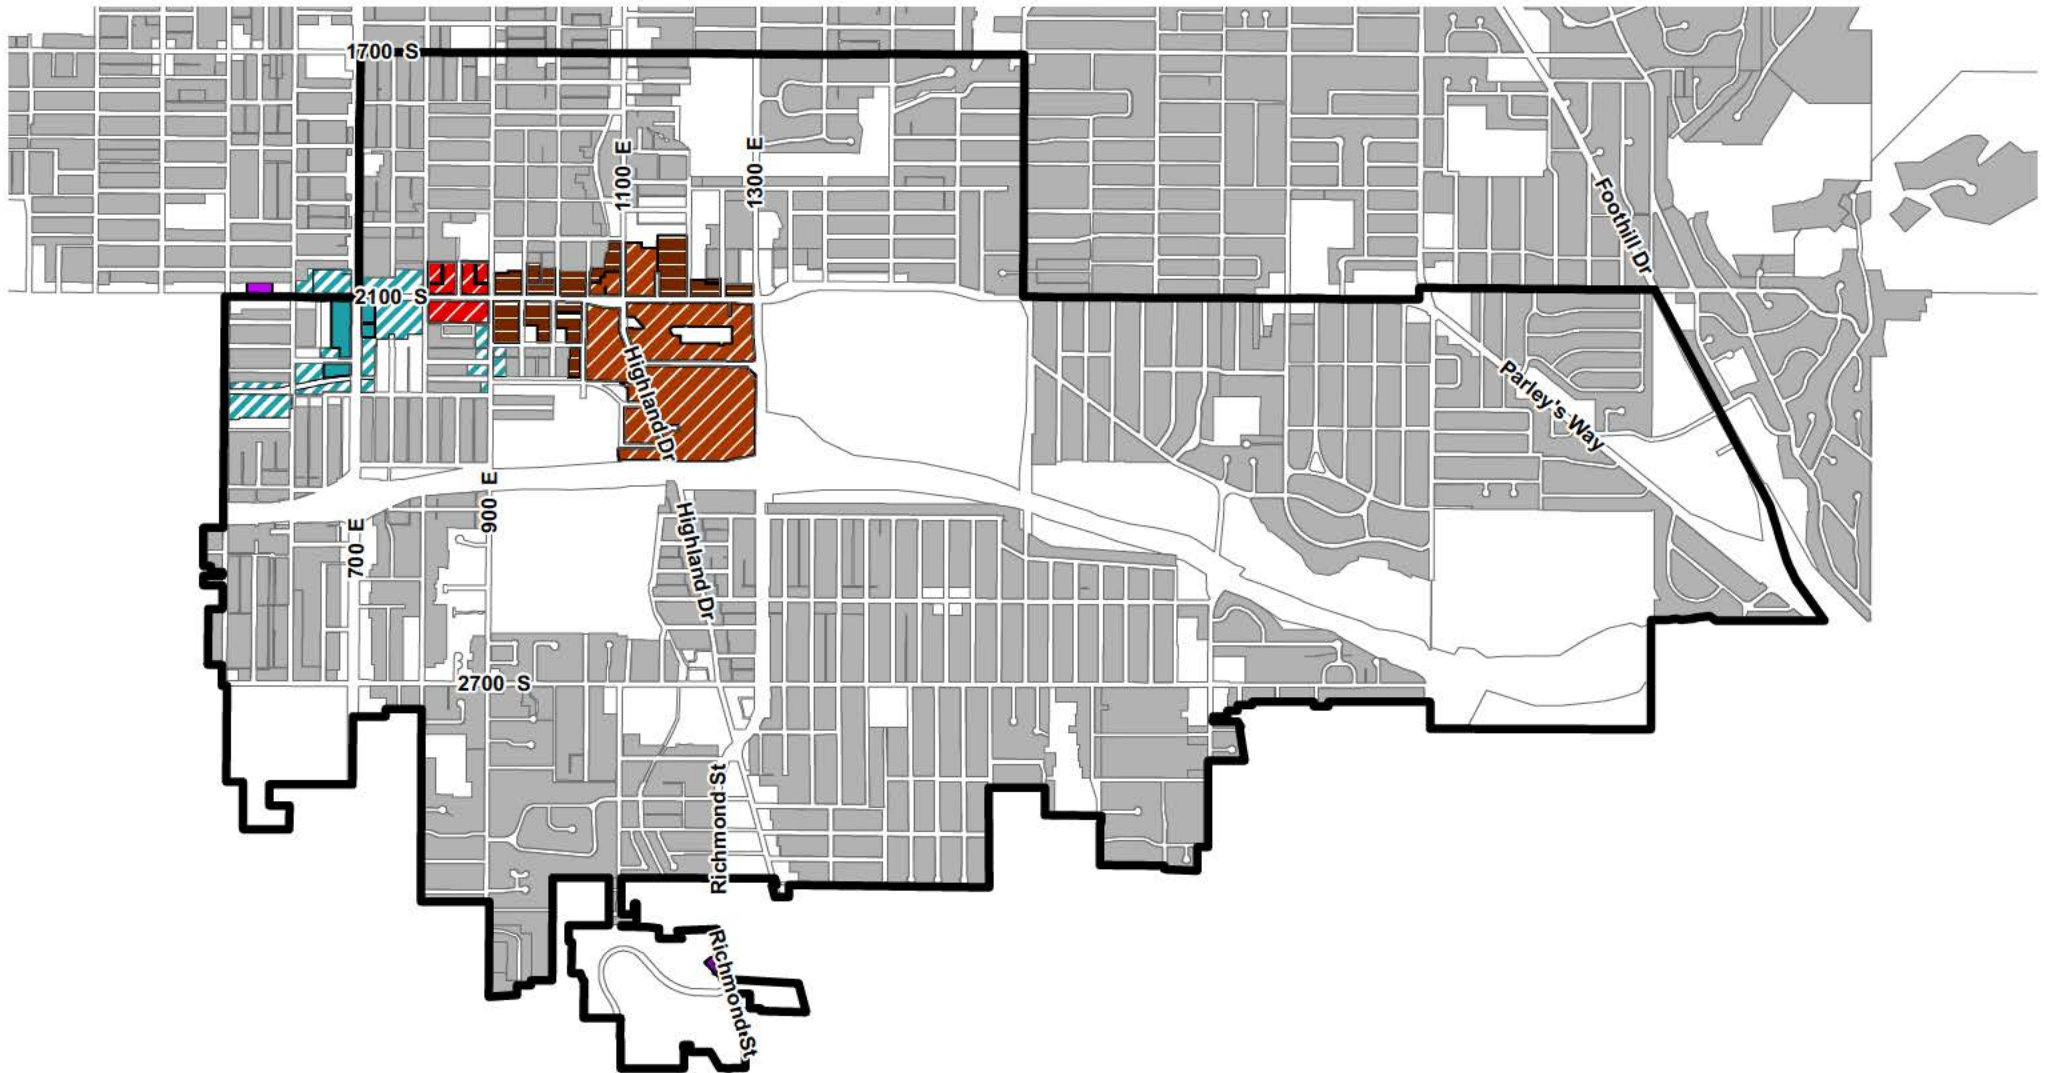 1700 S
1100 E
1300 E
Foothill Dr
2100 S
Highland Dr
Parley's Way
900 E
Highland Dr
700 E
2700 S
Richmond St
Richmond St